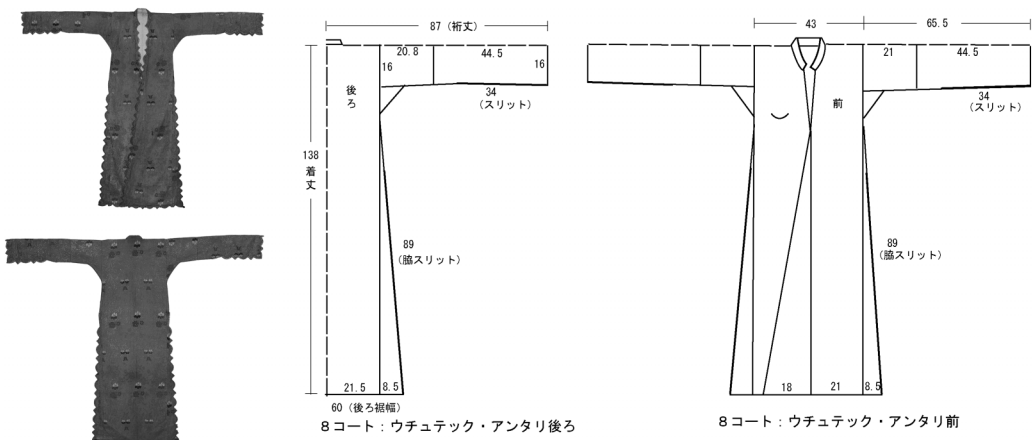 87（裄丈）
20.8
44.5
16
16
後ろ
34
（スリット）
138
着丈
89
（脇スリット）
21.5
8.5
60（後ろ裾幅）
8コート：ウチュテック・アンタリ後ろ
43
65.5
21
44.5
前
34
（スリット）
89
（脇スリット）
18
21
8.5
8コート：ウチュテック・アンタリ前